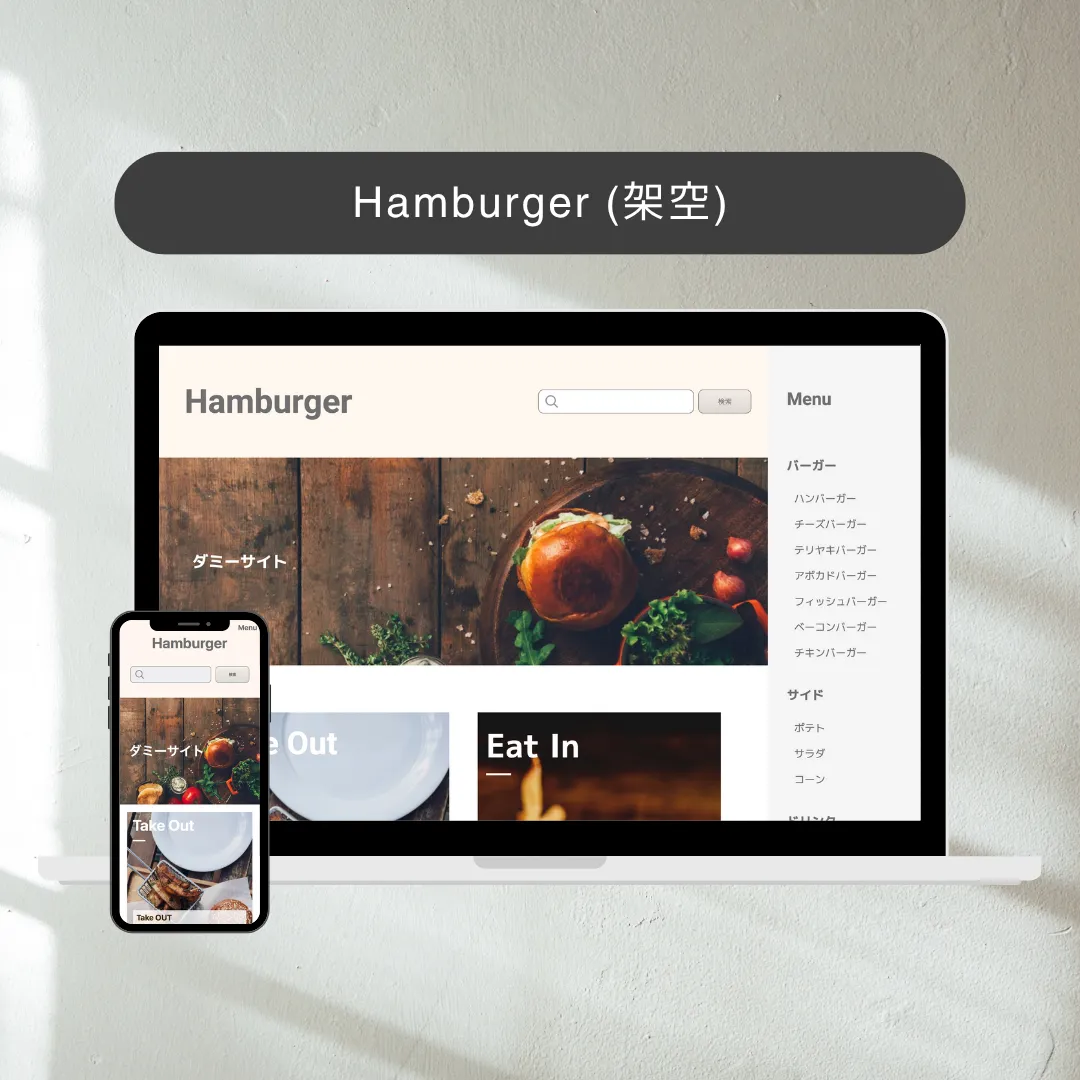 Hamburger (架空)
Hamburger
検索
ダミーサイト
e Out
Eat In
Menu
バーガー
ハンバーガー
チーズバーガー
テリヤキバーガー
アボカドバーガー
フィッシュバーガー
ベーコンバーガー
チキンバーガー
サイド
ポテト
サラダ
コーン
ドリンク
Menu
Hamburger
検索
ダミーサイト
Take Out
Take OUT